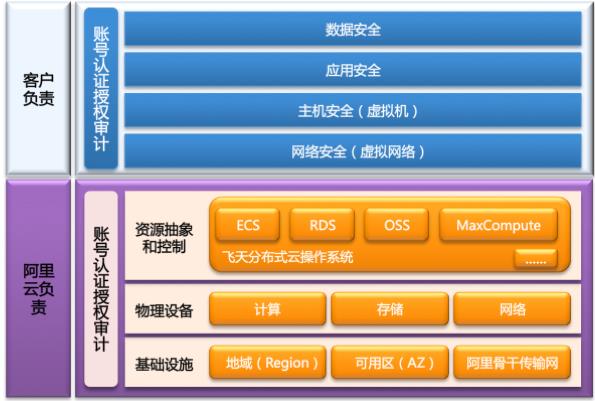 客户
负责
账号认证授权审计
数据安全
应用安全
主机安全（虚拟机）
网络安全（虚拟网络）
阿里
云负
责
账号认证授权审计
资源抽象
和控制
ECS
RDS
OSS
MaxCompute
飞天分布式云操作系统
......
物理设备
计算
存储
网络
基础设施
地域（Region）
可用区（AZ）
阿里骨干传输网